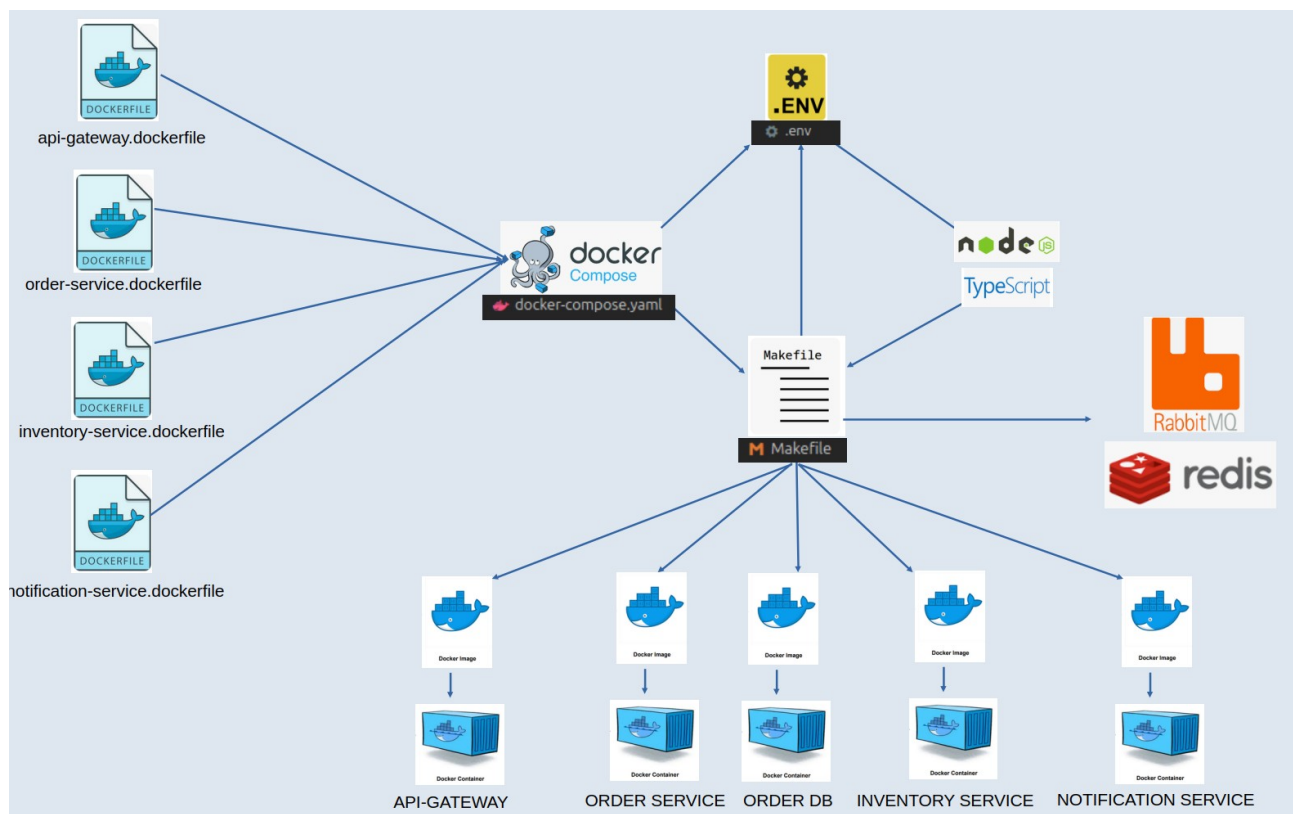 DOCKERFILE
api-gateway.dockerfile
DOCKERFILE
order-service.dockerfile
DOCKERFILE
inventory-service.dockerfile
DOCKERFILE
notification-service.dockerfile
docker
Compose
docker-compose.yaml
.ENV
.env
node
JS
TypeScript
Makefile
Makefile
RabbitMQ
redis
Docker Image
Docker Image
Docker Image
Docker Image
Docker Image
Docker Container
Docker Container
Docker Container
Docker Container
Docker Container
API-GATEWAY
ORDER SERVICE
ORDER DB
INVENTORY SERVICE
NOTIFICATION SERVICE